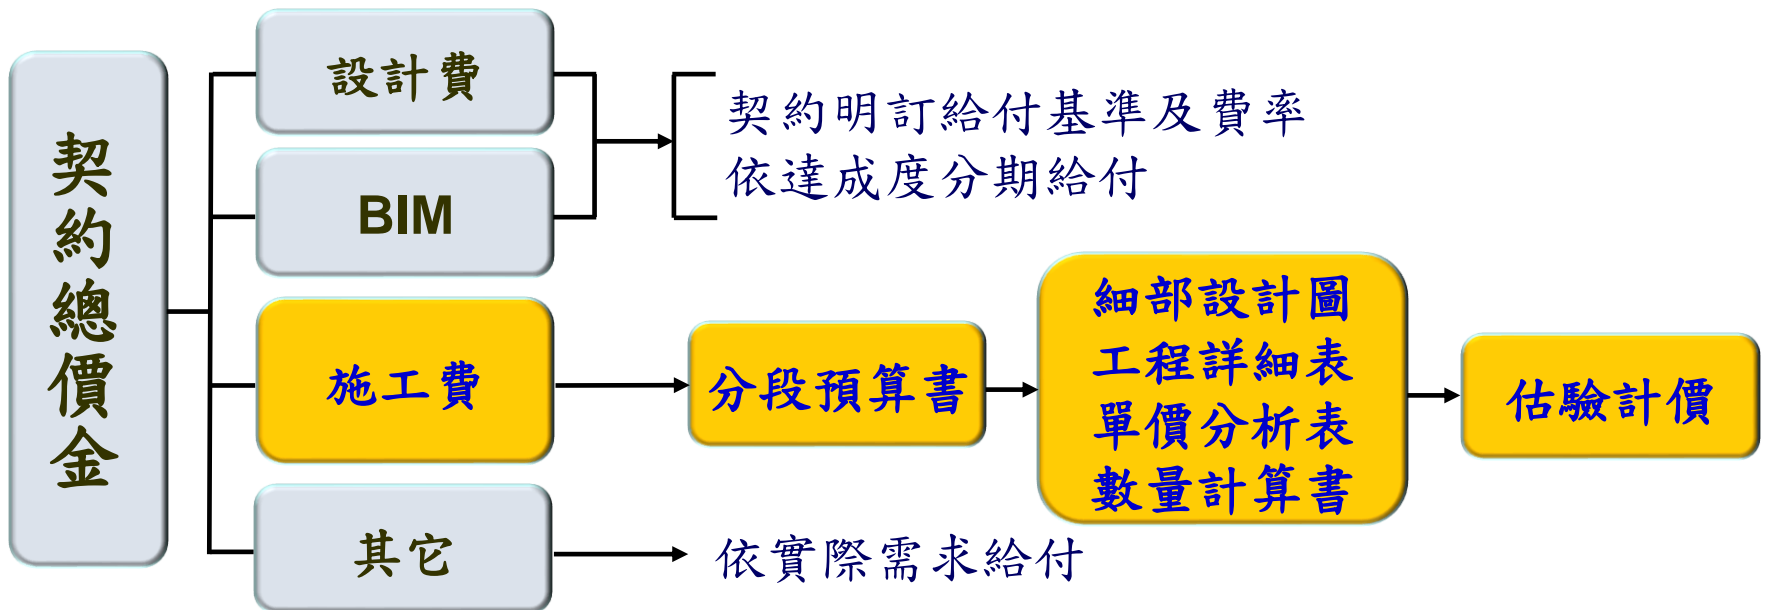 契約總價金
設計費
BIM
契約明訂給付基準及費率
依達成度分期給付
施工費
分段預算書
細部設計圖
工程詳細表
單價分析表
數量計算書
估驗計價
其它
依實際需求給付